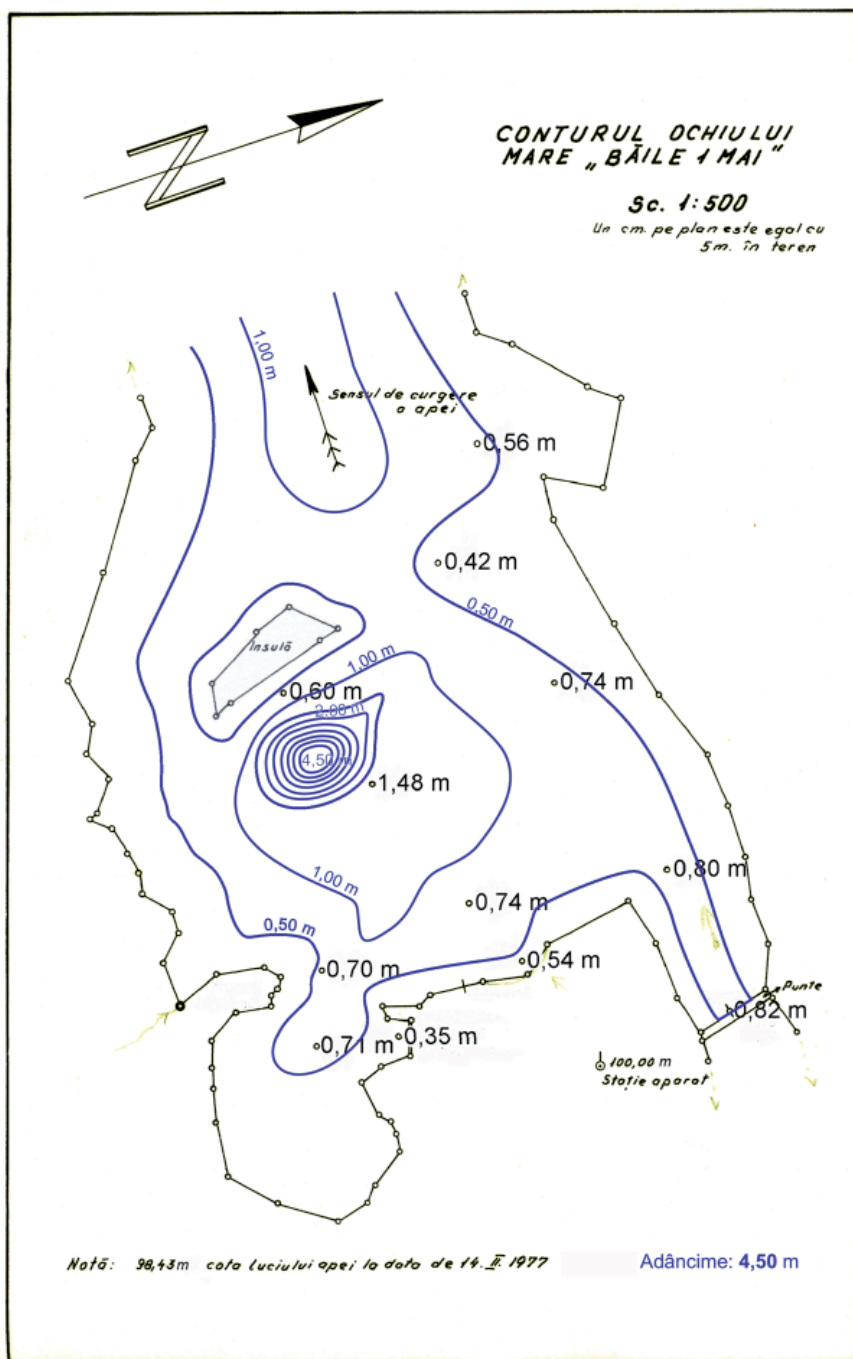 CONTURUL OCHIULUI
MARE „BĂILE 1 MAI"
Sc. 1:500
Un cm. pe plan este egal cu
5m. în teren
1,00 m
Sensul de curgere
a apei
0,56 m
0,42 m
0,50 m
Insulă
1,00 m
0,60 m
0,74 m
2,00 m
4,50 m
1,48 m
1,00 m
0,80 m
0,74 m
0,50 m
0,70 m
0,54 m
Punte
0,82 m
0,71 m
0,35 m
100,00 m
Stație aparat
Notă: 98,43m cota luciului apei la data de 14. II. 1977
Adâncime: 4,50 m